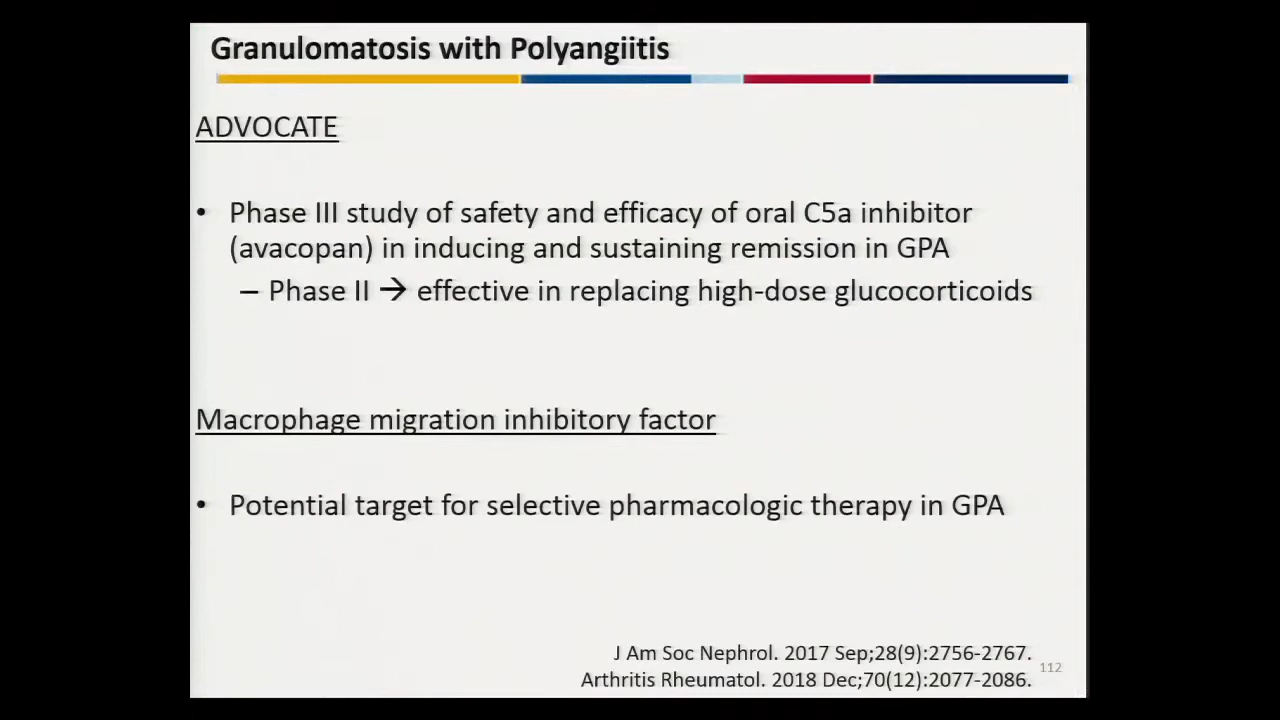 Granulomatosis with Polyangiitis
ADVOCATE
• Phase III study of safety and efficacy of oral C5a inhibitor
(avacopan) in inducing and sustaining remission in GPA
– Phase II → effective in replacing high-dose glucocorticoids
Macrophage migration inhibitory factor
• Potential target for selective pharmacologic therapy in GPA
J Am Soc Nephrol. 2017 Sep;28(9):2756-2767.
112
Arthritis Rheumatol. 2018 Dec;70(12):2077-2086.